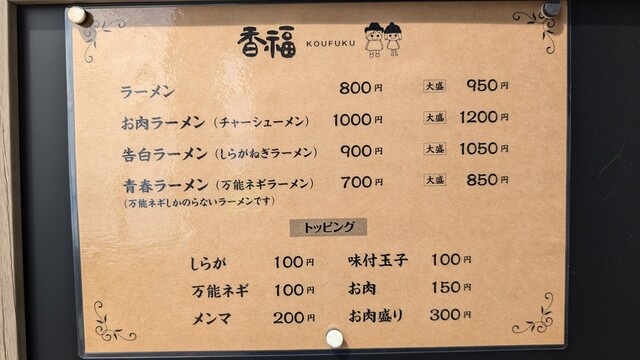 香福 KOUFUKU
ラーメン 800円 大盛 950円
お肉ラーメン（チャーシューメン） 1000円 大盛 1200円
告白ラーメン（しらがねぎラーメン） 900円 大盛 1050円
青春ラーメン（万能ネギラーメン） 700円 大盛 850円
（万能ネギしかのらないラーメンです）
トッピング
しらが 100円 味付玉子 100円
万能ネギ 100円 お肉 150円
メンマ 200円 お肉盛り 300円